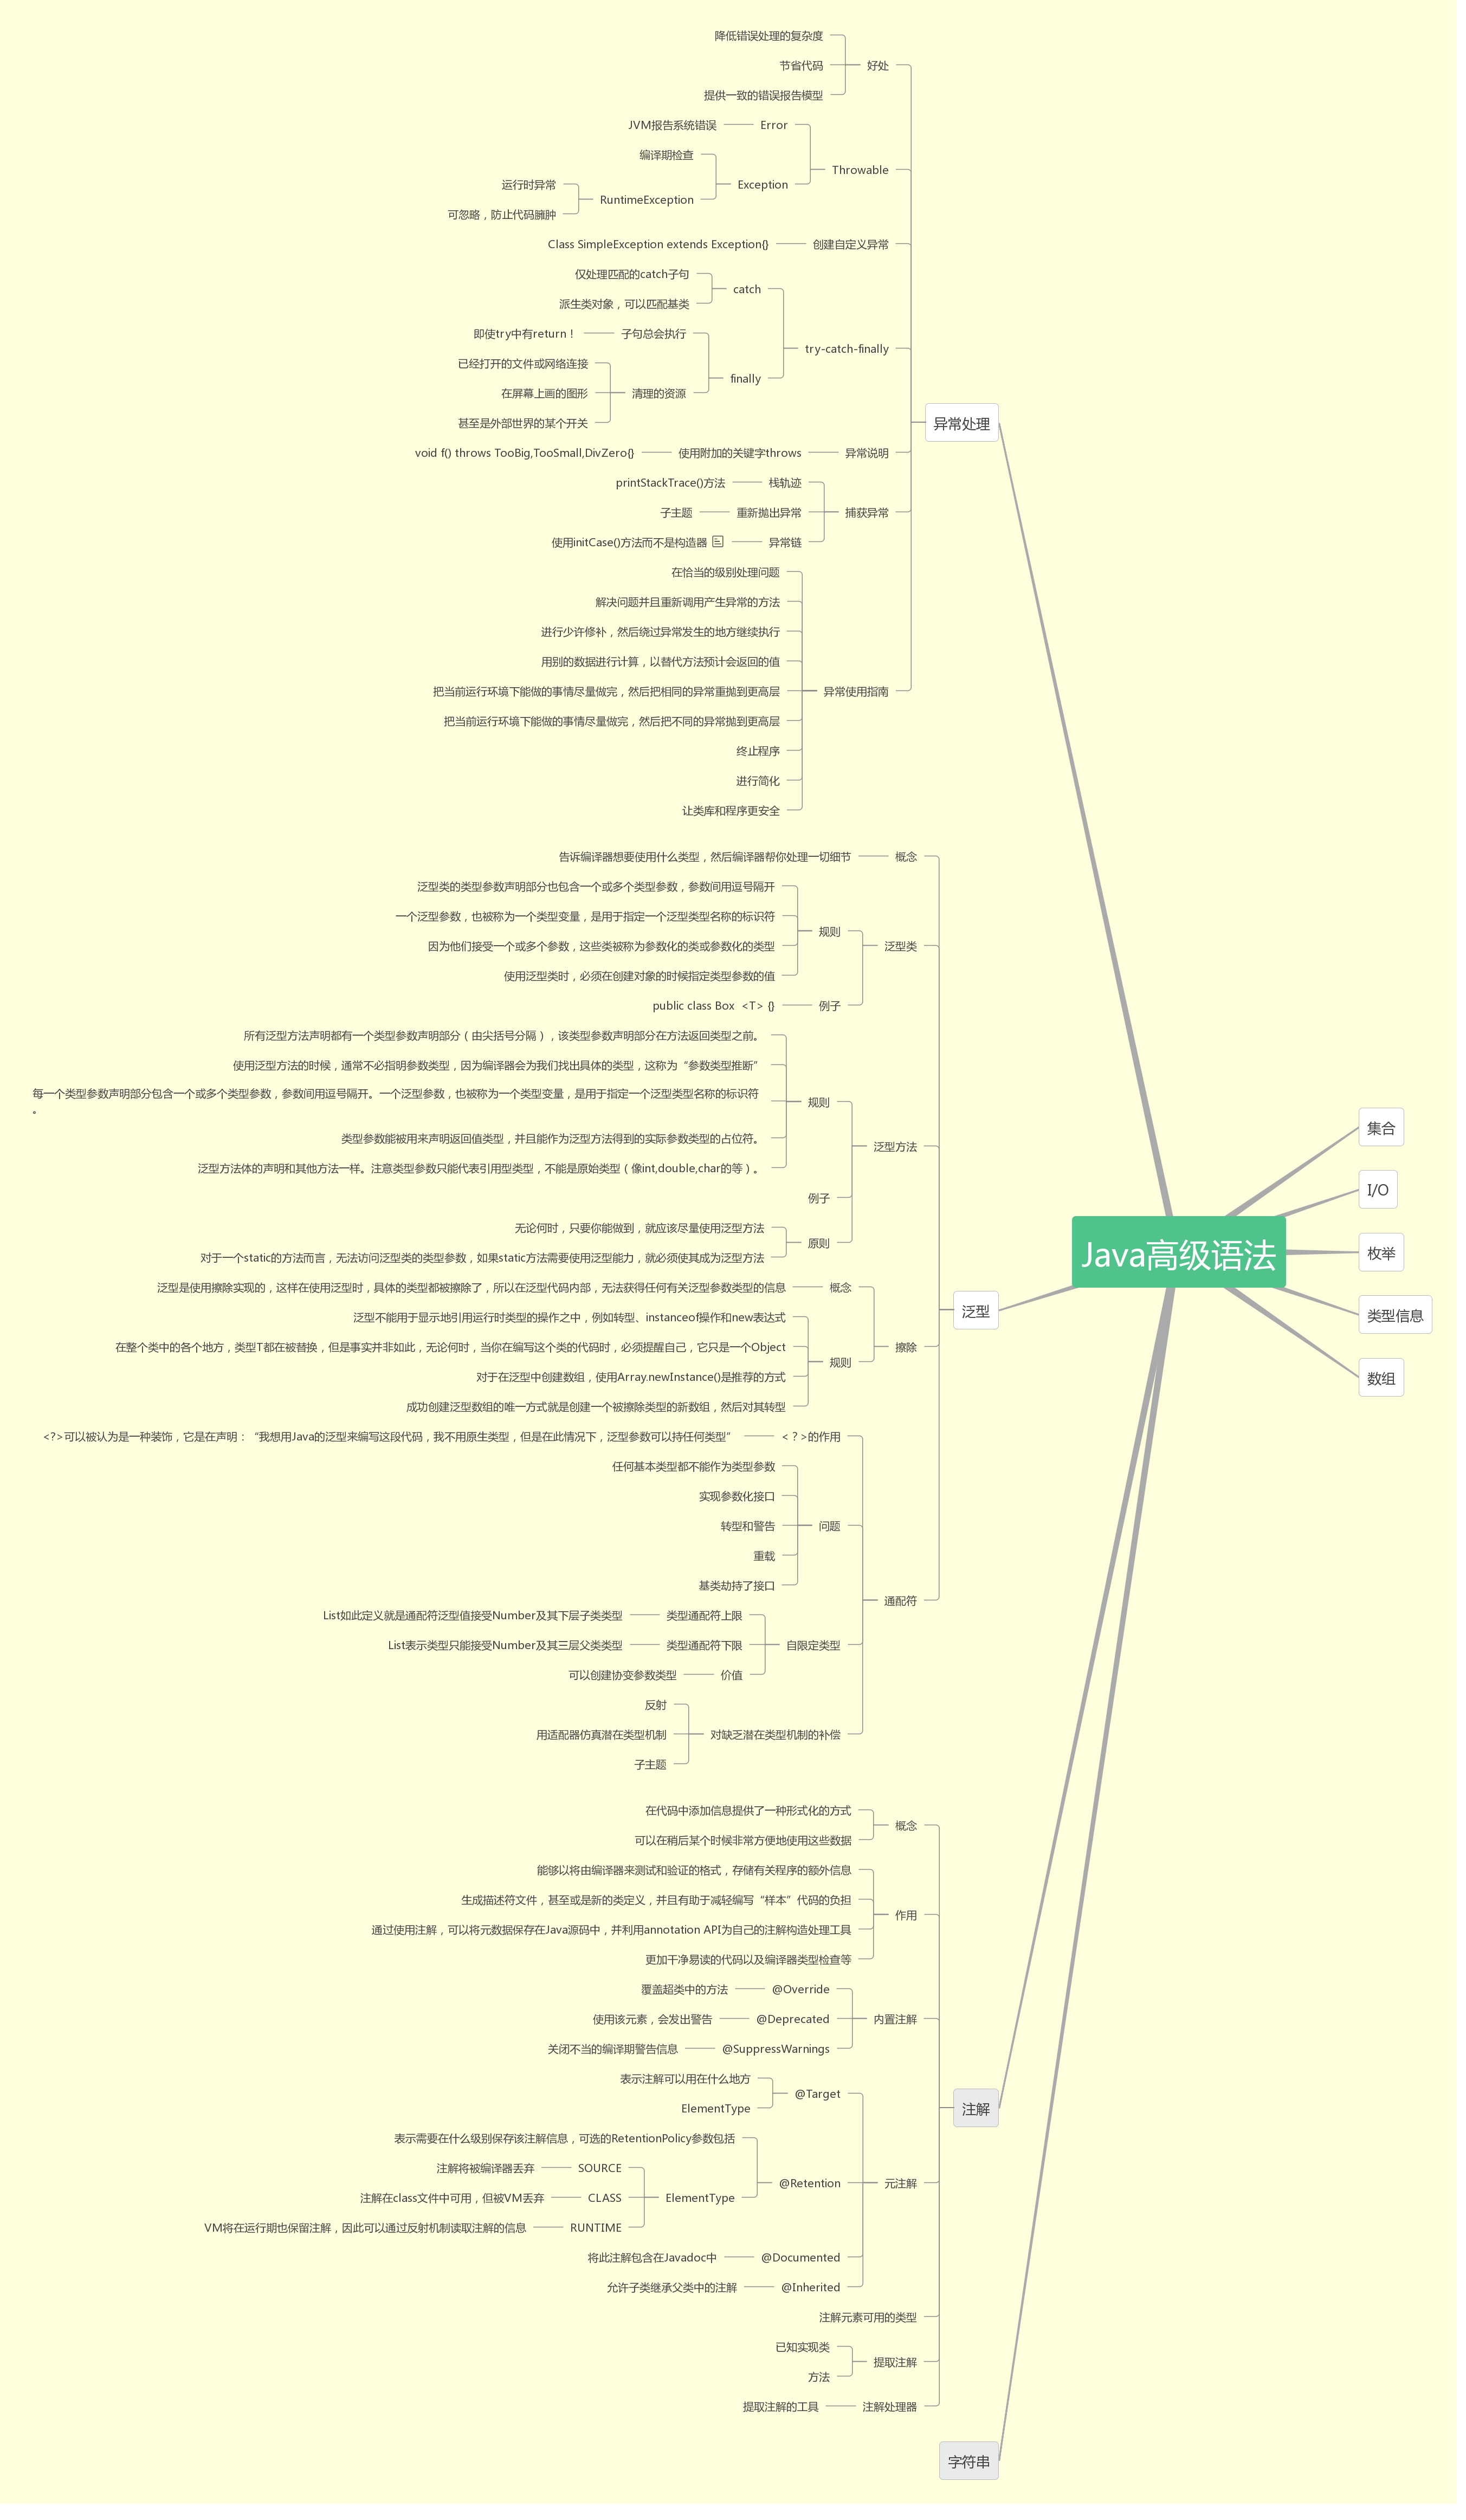 Java高级语法
异常处理
好处
降低错误处理的复杂度
节省代码
提供一致的错误报告模型
Throwable
Error
JVM报告系统错误
Exception
编译期检查
RuntimeException
运行时异常
可忽略，防止代码臃肿
创建自定义异常
Class SimpleException extends Exception{}
try-catch-finally
catch
仅处理匹配的catch子句
派生类对象，可以匹配基类
finally
子句总会执行
即使try中有return！
清理的资源
已经打开的文件或网络连接
在屏幕上画的图形
甚至是外部世界的某个开关
异常说明
使用附加的关键字throws
void f() throws TooBig,TooSmall,DivZero{}
捕获异常
栈轨迹
printStackTrace()方法
重新抛出异常
子主题
异常链
使用initCase()方法而不是构造器
异常使用指南
在恰当的级别处理问题
解决问题并且重新调用产生异常的方法
进行少许修补，然后绕过异常发生的地方继续执行
用别的数据进行计算，以替代方法预计会返回的值
把当前运行环境下能做的事情尽量做完，然后把相同的异常重抛到更高层
把当前运行环境下能做的事情尽量做完，然后把不同的异常抛到更高层
终止程序
进行简化
让类库和程序更安全
泛型
概念
告诉编译器想要使用什么类型，然后编译器帮你处理一切细节
泛型类
规则
泛型类的类型参数声明部分也包含一个或多个类型参数，参数间用逗号隔开
一个泛型参数，也被称为一个类型变量，是用于指定一个泛型类型名称的标识符
因为他们接受一个或多个参数，这些类被称为参数化的类或参数化的类型
使用泛型类时，必须在创建对象的时候指定类型参数的值
例子
public class Box  <T> {}
泛型方法
规则
所有泛型方法声明都有一个类型参数声明部分（由尖括号分隔），该类型参数声明部分在方法返回类型之前。
使用泛型方法的时候，通常不必指明参数类型，因为编译器会为我们找出具体的类型，这称为“参数类型推断”
每一个类型参数声明部分包含一个或多个类型参数，参数间用逗号隔开。一个泛型参数，也被称为一个类型变量，是用于指定一个泛型类型名称的标识符
。
类型参数能被用来声明返回值类型，并且能作为泛型方法得到的实际参数类型的占位符。
泛型方法体的声明和其他方法一样。注意类型参数只能代表引用型类型，不能是原始类型（像int,double,char的等）。
例子
原则
无论何时，只要你能做到，就应该尽量使用泛型方法
对于一个static的方法而言，无法访问泛型类的类型参数，如果static方法需要使用泛型能力，就必须使其成为泛型方法
擦除
概念
泛型是使用擦除实现的，这样在使用泛型时，具体的类型都被擦除了，所以在泛型代码内部，无法获得任何有关泛型参数类型的信息
规则
泛型不能用于显示地引用运行时类型的操作之中，例如转型、instanceof操作和new表达式
在整个类中的各个地方，类型T都在被替换，但是事实并非如此，无论何时，当你在编写这个类的代码时，必须提醒自己，它只是一个Object
对于在泛型中创建数组，使用Array.newInstance()是推荐的方式
成功创建泛型数组的唯一方式就是创建一个被擦除类型的新数组，然后对其转型
通配符
<？>的作用
<?>可以被认为是一种装饰，它是在声明：“我想用Java的泛型来编写这段代码，我不用原生类型，但是在此情况下，泛型参数可以持任何类型”
问题
任何基本类型都不能作为类型参数
实现参数化接口
转型和警告
重载
基类劫持了接口
自限定类型
类型通配符上限
List如此定义就是通配符泛型值接受Number及其下层子类类型
类型通配符下限
List表示类型只能接受Number及其三层父类类型
价值
可以创建协变参数类型
对缺乏潜在类型机制的补偿
反射
用适配器仿真潜在类型机制
子主题
注解
概念
在代码中添加信息提供了一种形式化的方式
可以在稍后某个时候非常方便地使用这些数据
作用
能够以将由编译器来测试和验证的格式，存储有关程序的额外信息
生成描述符文件，甚至或是新的类定义，并且有助于减轻编写“样本”代码的负担
通过使用注解，可以将元数据保存在Java源码中，并利用annotation API为自己的注解构造处理工具
更加干净易读的代码以及编译器类型检查等
内置注解
@Override
覆盖超类中的方法
@Deprecated
使用该元素，会发出警告
@SuppressWarnings
关闭不当的编译期警告信息
元注解
@Target
表示注解可以用在什么地方
ElementType
@Retention
表示需要在什么级别保存该注解信息，可选的RetentionPolicy参数包括
ElementType
SOURCE
注解将被编译器丢弃
CLASS
注解在class文件中可用，但被VM丢弃
RUNTIME
VM将在运行期也保留注解，因此可以通过反射机制读取注解的信息
@Documented
将此注解包含在Javadoc中
@Inherited
允许子类继承父类中的注解
注解元素可用的类型
提取注解
已知实现类
方法
注解处理器
提取注解的工具
字符串
集合
I/O
枚举
类型信息
数组